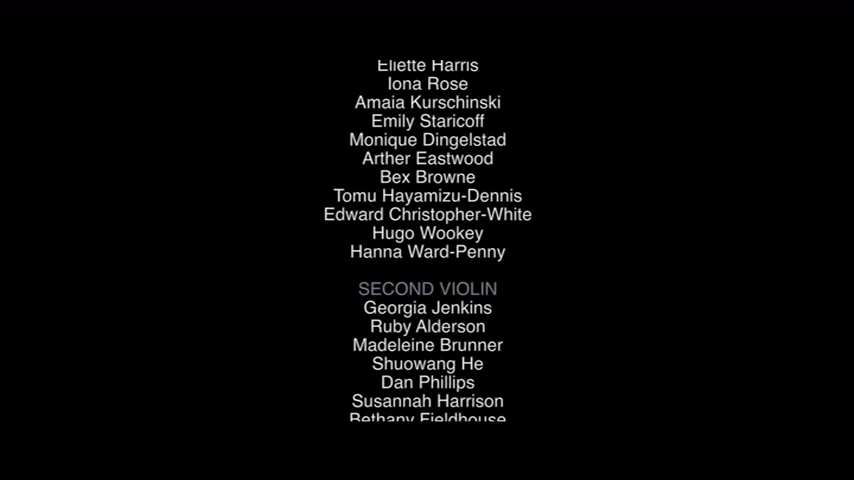 Eliette Harris
Iona Rose
Amaia Kurschinski
Emily Staricoff
Monique Dingelstad
Arther Eastwood
Bex Browne
Tomu Hayamizu-Dennis
Edward Christopher-White
Hugo Wookey
Hanna Ward-Penny
SECOND VIOLIN
Georgia Jenkins
Ruby Alderson
Madeleine Brunner
Shuowang He
Dan Phillips
Susannah Harrison
Bethany Fieldhouse